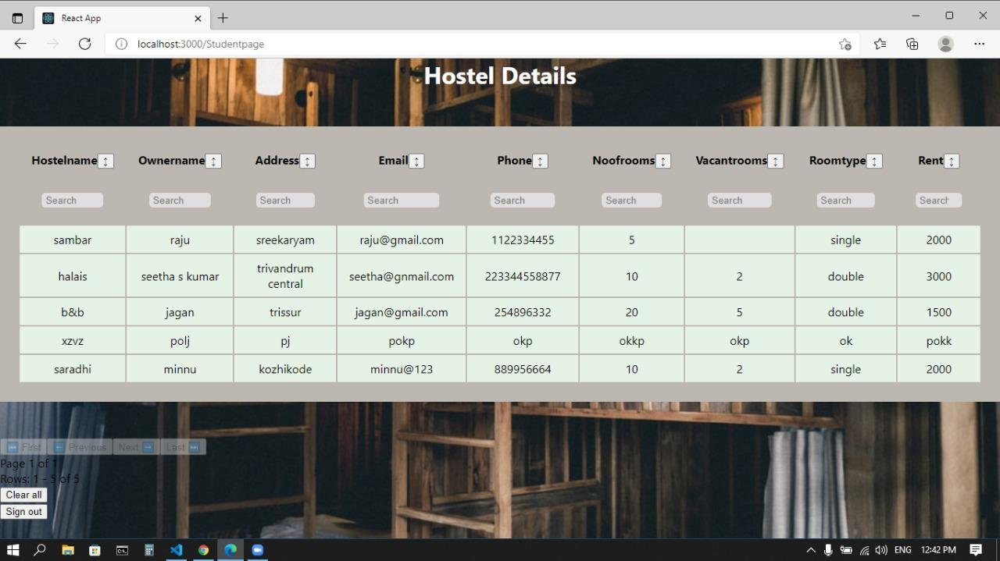 React App
localhost:3000/Studentpage
Hostel Details
Hostelname↕ Ownername↕ Address↕ Email↕ Phone↕ Noofrooms↕ Vacantrooms↕ Roomtype↕ Rent↕
Search Search Search Search Search Search Search Search Search
sambar raju sreekaryam raju@gmail.com 1122334455 5 single 2000
halais seetha s kumar trivandrum central seetha@gnmail.com 223344558877 10 2 double 3000
b&b jagan trissur jagan@gmail.com 254896332 20 5 double 1500
xzvz polj pj pokp okp okkp okp ok pokk
saradhi minnu kozhikode minnu@123 889956664 10 2 single 2000
⏮ First ⬅ Previous Next ➡ Last ⏭
Page 1 of 1
Rows: 1 - 5 of 5
Clear all
Sign out
ENG 12:42 PM